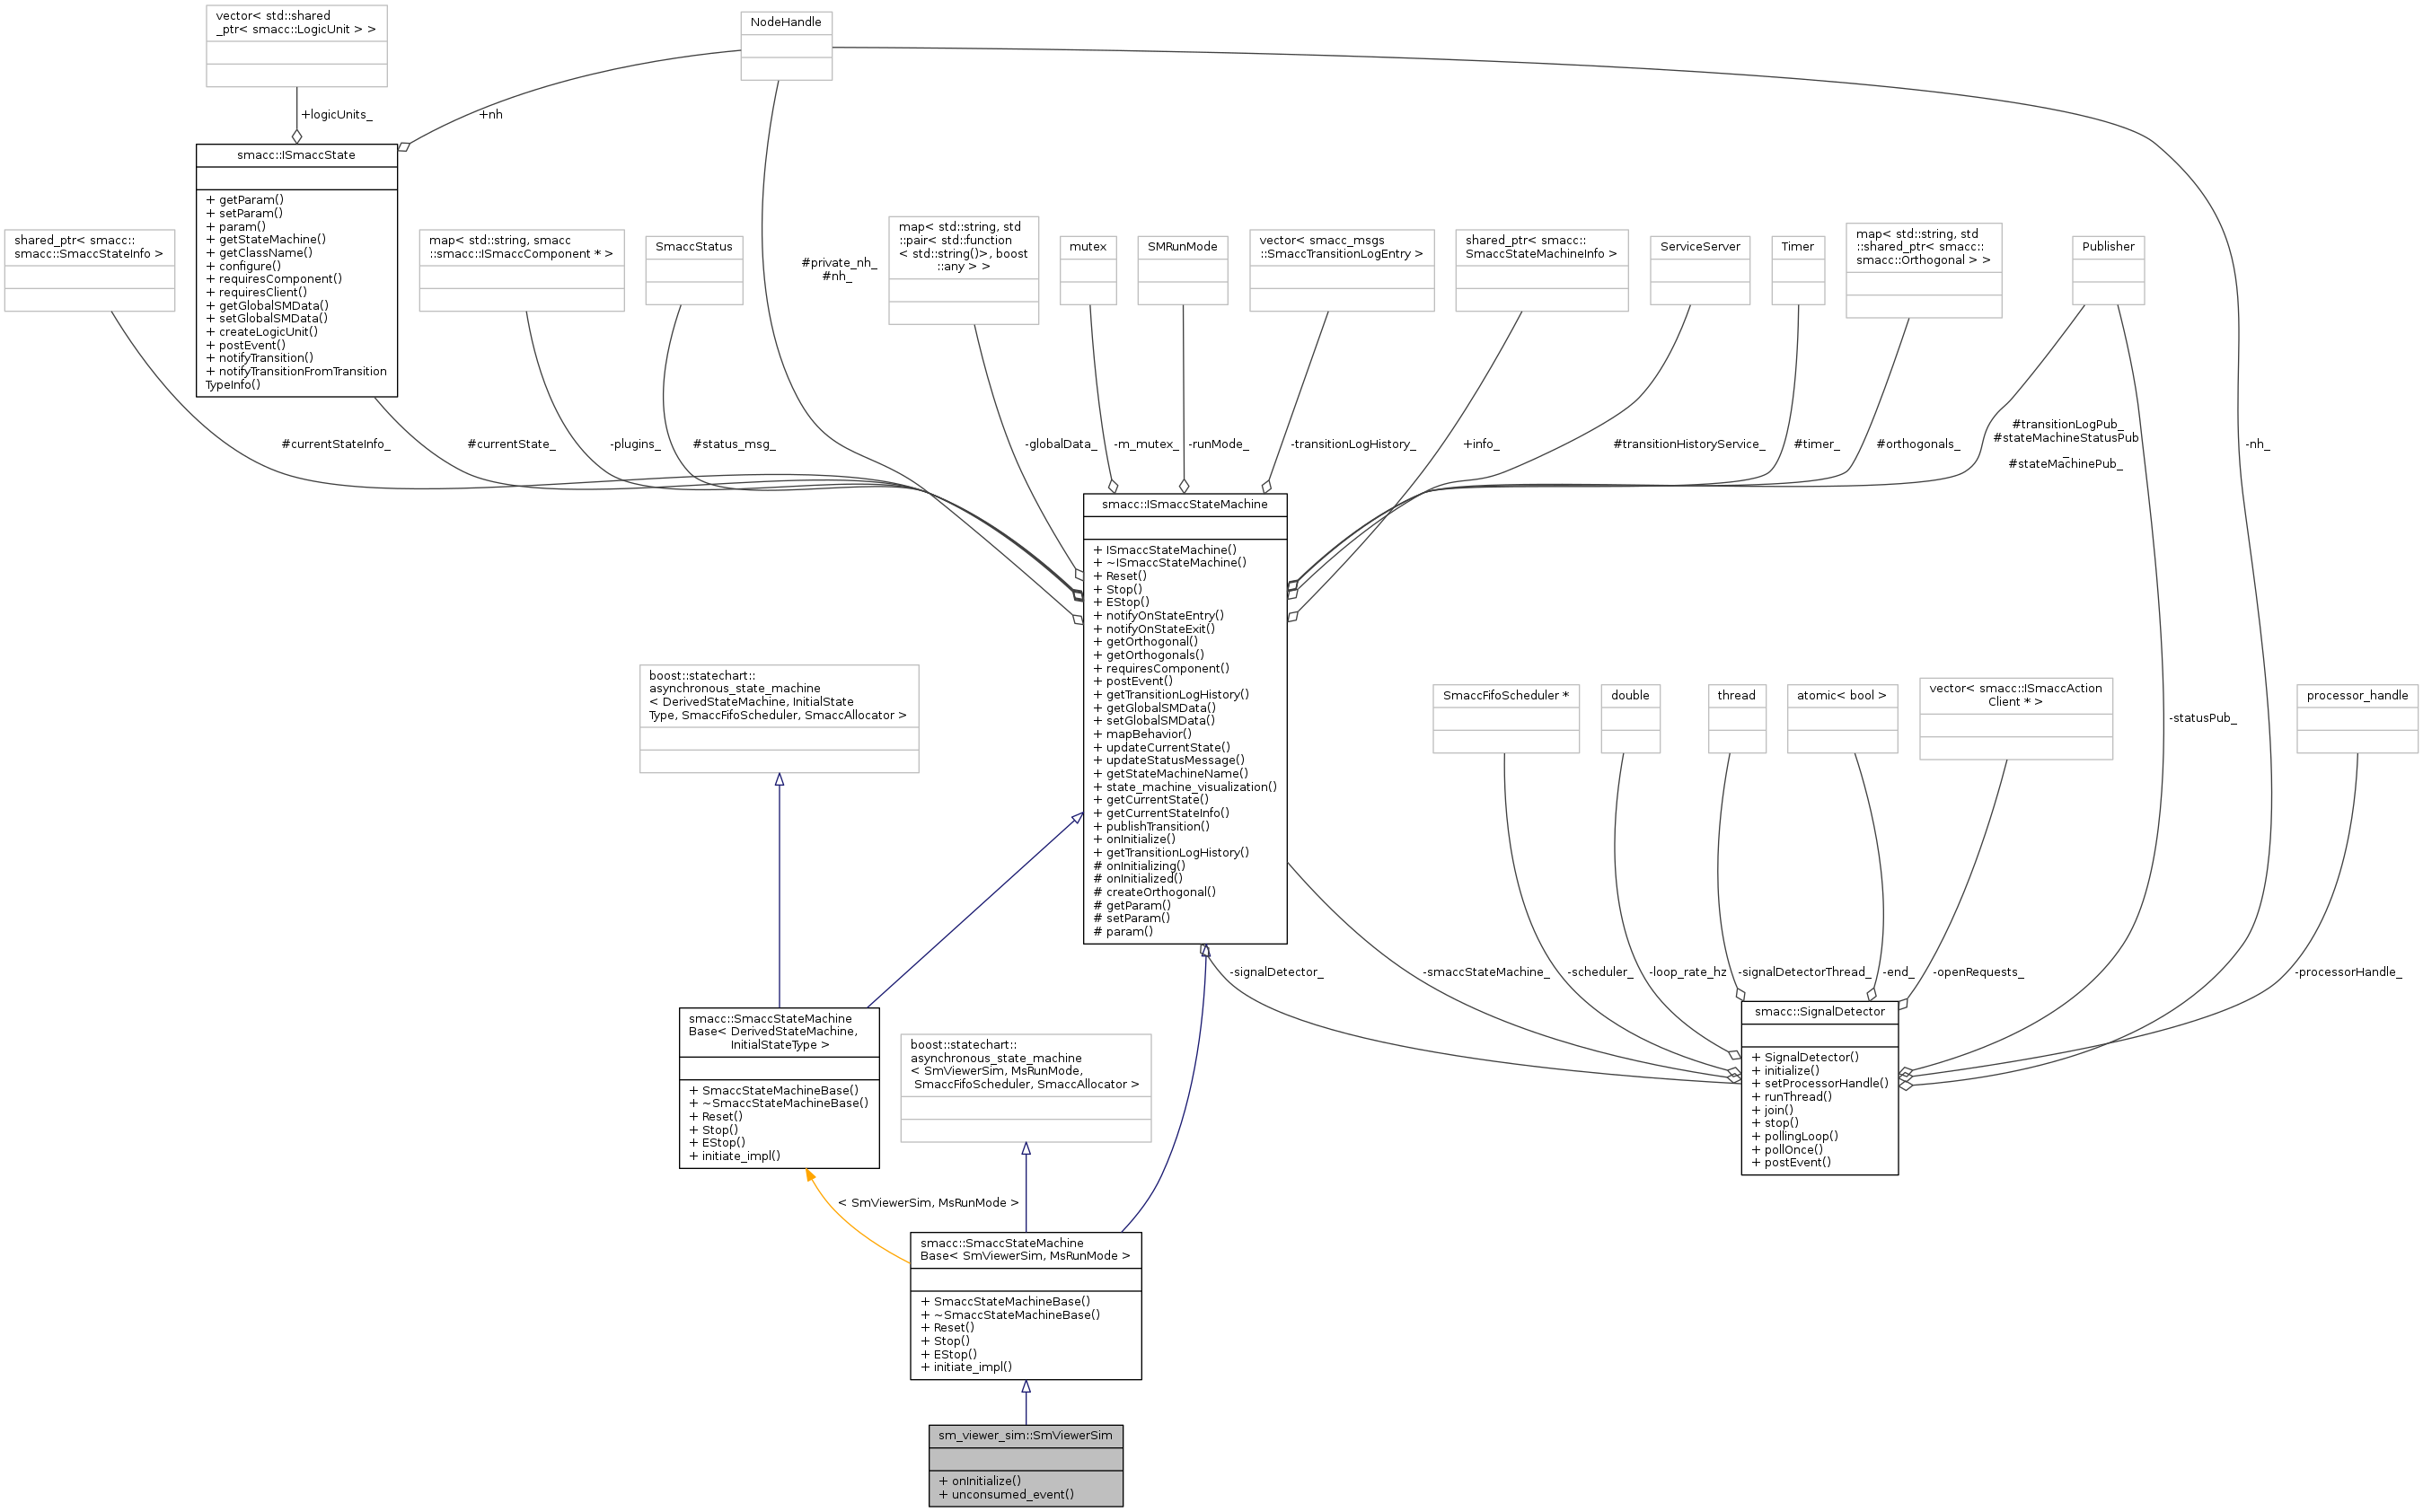 vector< std::shared
_ptr< smacc::LogicUnit > >
NodeHandle
+logicUnits_
+nh
smacc::ISmaccState
+ getParam()
+ setParam()
+ param()
+ getStateMachine()
+ getClassName()
+ configure()
+ requiresComponent()
+ requiresClient()
+ getGlobalSMData()
+ setGlobalSMData()
+ createLogicUnit()
+ postEvent()
+ notifyTransition()
+ notifyTransitionFromTransition
TypeInfo()
shared_ptr< smacc::
smacc::SmaccStateInfo >
map< std::string, smacc
::smacc::ISmaccComponent * >
SmaccStatus
#private_nh_
#nh_
map< std::string, std
::pair< std::function
< std::string()>, boost
::any > >
mutex
SMRunMode
vector< smacc_msgs
::SmaccTransitionLogEntry >
shared_ptr< smacc::
SmaccStateMachineInfo >
ServiceServer
Timer
map< std::string, std
::shared_ptr< smacc::
smacc::Orthogonal > >
Publisher
#currentStateInfo_
#currentState_
-plugins_
#status_msg_
-globalData_
-m_mutex_
-runMode_
-transitionLogHistory_
+info_
#transitionHistoryService_
#timer_
#orthogonals_
#transitionLogPub_
#stateMachineStatusPub
_
#stateMachinePub_
-nh_
smacc::ISmaccStateMachine
+ ISmaccStateMachine()
+ ~ISmaccStateMachine()
+ Reset()
+ Stop()
+ EStop()
+ notifyOnStateEntry()
+ notifyOnStateExit()
+ getOrthogonal()
+ getOrthogonals()
+ requiresComponent()
+ postEvent()
+ getTransitionLogHistory()
+ getGlobalSMData()
+ setGlobalSMData()
+ mapBehavior()
+ updateCurrentState()
+ updateStatusMessage()
+ getStateMachineName()
+ state_machine_visualization()
+ getCurrentState()
+ getCurrentStateInfo()
+ publishTransition()
+ onInitialize()
+ getTransitionLogHistory()
# onInitializing()
# onInitialized()
# createOrthogonal()
# getParam()
# setParam()
# param()
boost::statechart::
asynchronous_state_machine
< DerivedStateMachine, InitialState
Type, SmaccFifoScheduler, SmaccAllocator >
SmaccFifoScheduler *
double
thread
atomic< bool >
vector< smacc::ISmaccAction
Client * >
-statusPub_
processor_handle
-signalDetector_
-smaccStateMachine_
-scheduler_
-loop_rate_hz
-signalDetectorThread_
-end_
-openRequests_
-processorHandle_
smacc::SmaccStateMachine
Base< DerivedStateMachine,
InitialStateType >
+ SmaccStateMachineBase()
+ ~SmaccStateMachineBase()
+ Reset()
+ Stop()
+ EStop()
+ initiate_impl()
boost::statechart::
asynchronous_state_machine
< SmViewerSim, MsRunMode,
SmaccFifoScheduler, SmaccAllocator >
smacc::SignalDetector
+ SignalDetector()
+ initialize()
+ setProcessorHandle()
+ runThread()
+ join()
+ stop()
+ pollingLoop()
+ pollOnce()
+ postEvent()
< SmViewerSim, MsRunMode >
smacc::SmaccStateMachine
Base< SmViewerSim, MsRunMode >
+ SmaccStateMachineBase()
+ ~SmaccStateMachineBase()
+ Reset()
+ Stop()
+ EStop()
+ initiate_impl()
sm_viewer_sim::SmViewerSim
+ onInitialize()
+ unconsumed_event()